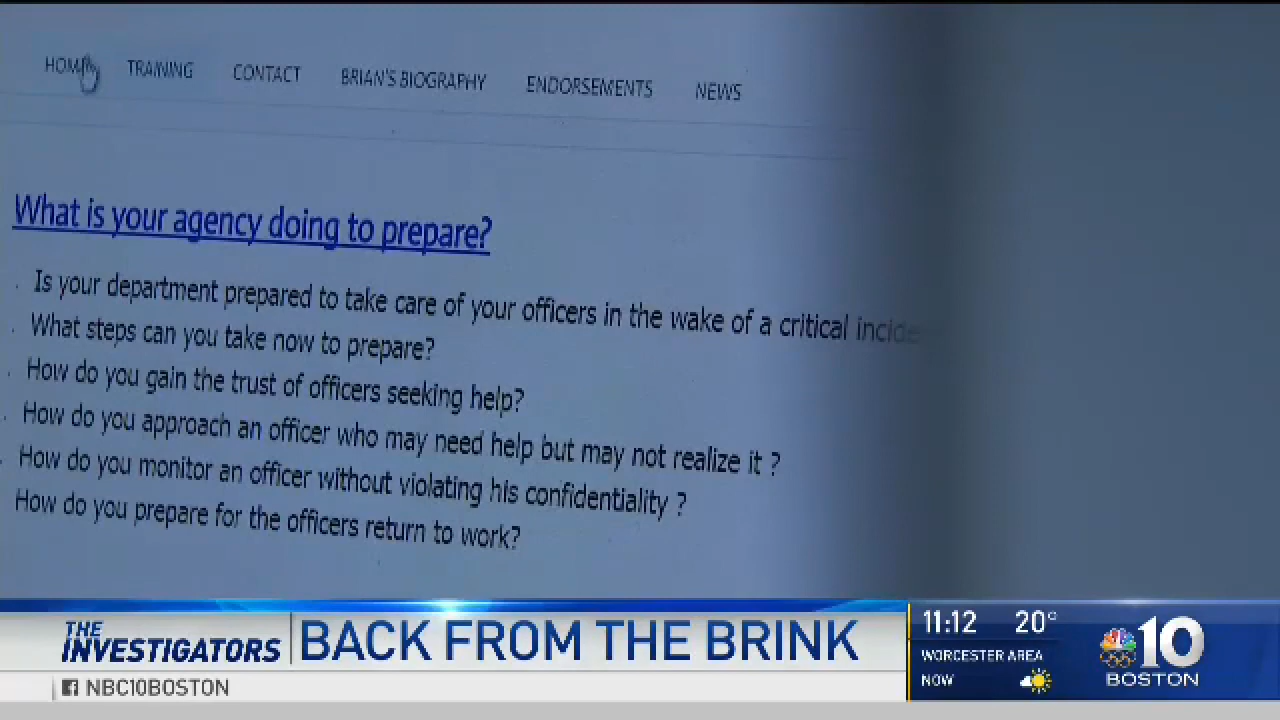 HOME TRAINING CONTACT BRIAN'S BIOGRAPHY ENDORSEMENTS NEWS
What is your agency doing to prepare?
Is your department prepared to take care of your officers in the wake of a critical
What steps can you take now to prepare?
How do you gain the trust of officers seeking help?
How do you approach an officer who may need help but may not realize it ?
How do you monitor an officer without violating his confidentiality ?
How do you prepare for the officers return to work?
THE
INVESTIGATORS
BACK FROM THE BRINK
NBC10BOSTON
11:12 20°
WORCESTER AREA
NOW
10
BOSTON